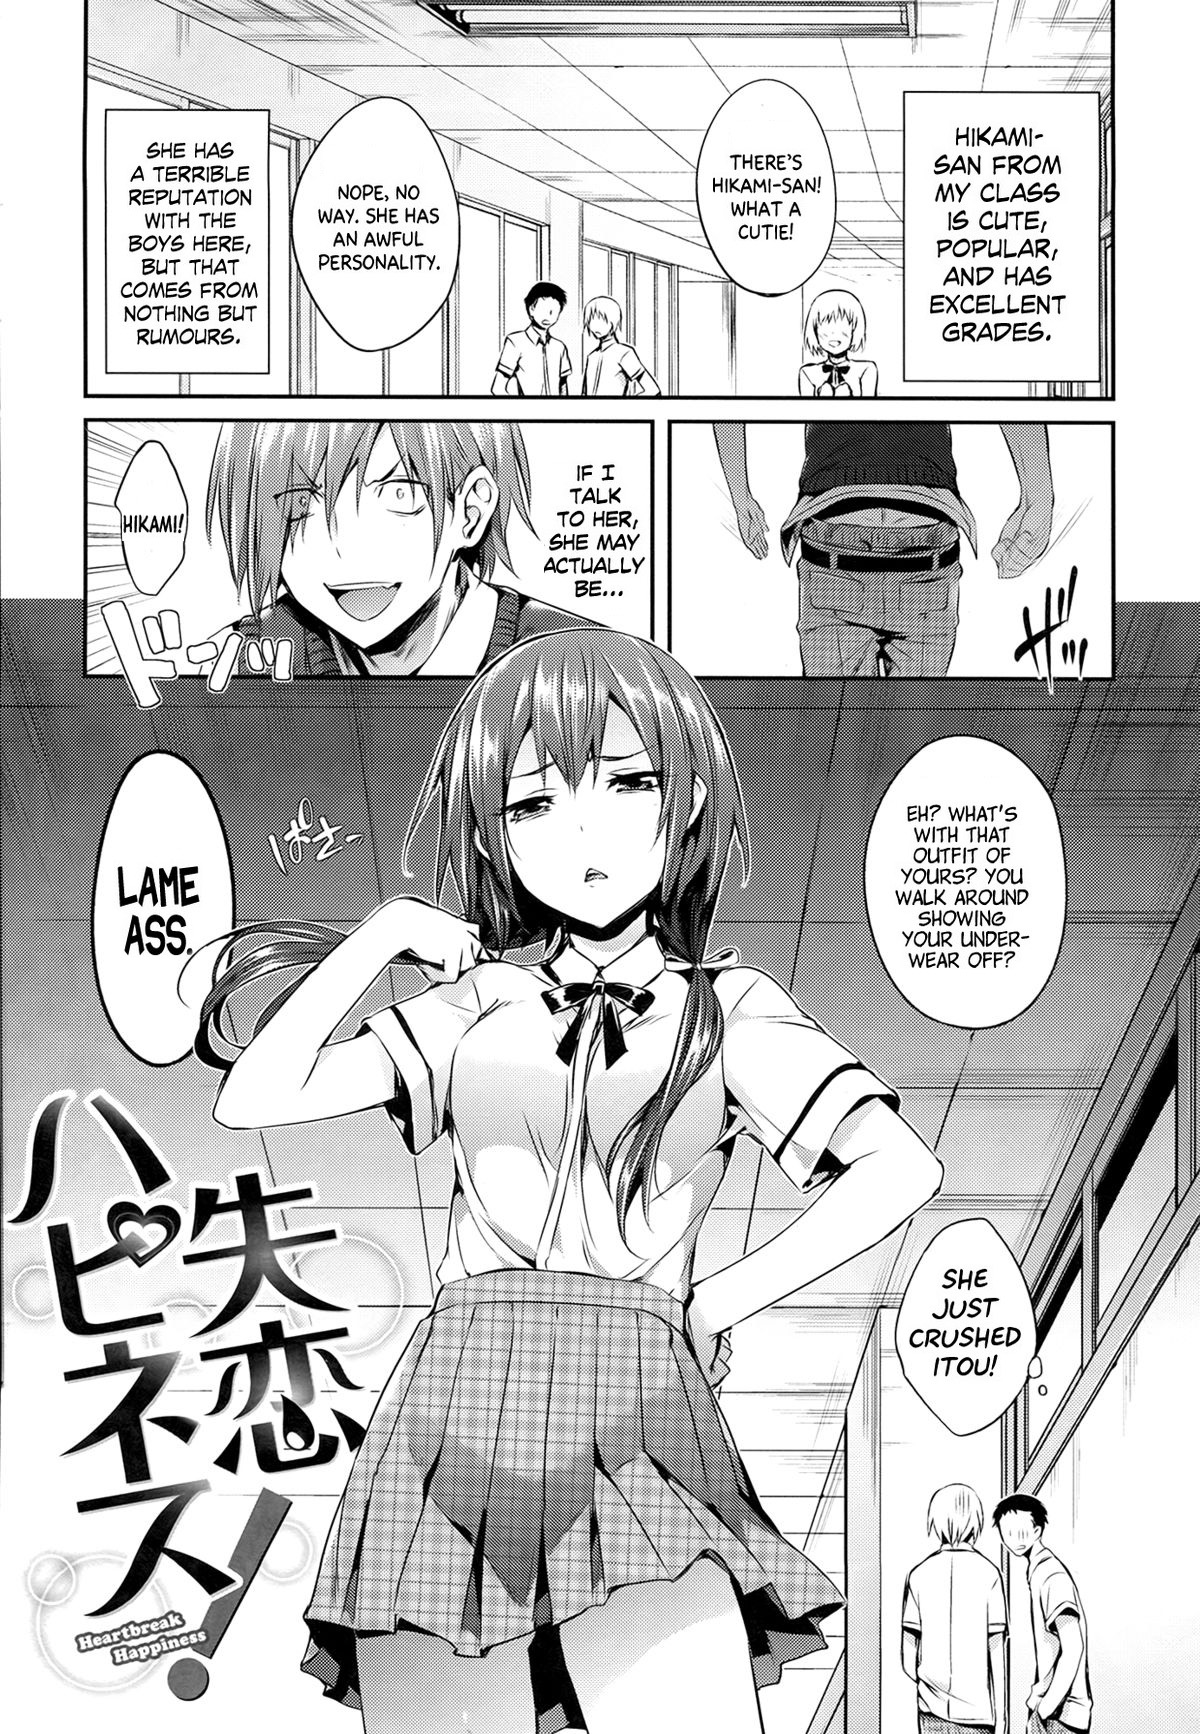 HIKAMI-
SAN FROM
MY CLASS
IS CUTE,
POPULAR,
AND HAS
EXCELLENT
GRADES.
THERE'S
HIKAMI-SAN!
WHAT A
CUTIE!
NOPE, NO
WAY. SHE HAS
AN AWFUL
PERSONALITY.
SHE HAS
A TERRIBLE
REPUTATION
WITH THE
BOYS HERE,
BUT THAT
COMES FROM
NOTHING BUT
RUMOURS.
ザッ
IF I
TALK
TO HER,
SHE MAY
ACTUALLY
BE...
HIKAMI!
ドンッ
EH? WHAT'S
WITH THAT
OUTFIT OF
YOURS? YOU
WALK AROUND
SHOWING
YOUR UNDER-
WEAR OFF?
ぱさっ
LAME
ASS.
SHE
JUST
CRUSHED
ITOU!
失恋
ハピネス!
Heartbreak
Happiness